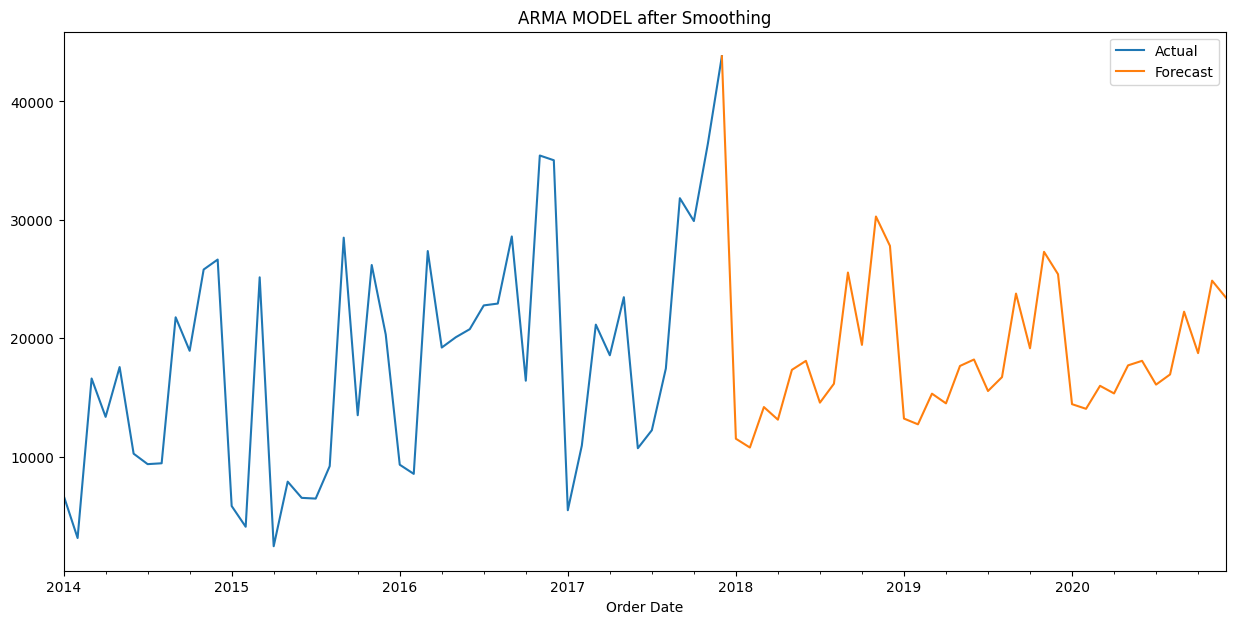 ARMA MODEL after Smoothing
Actual
Forecast
40000
30000
20000
10000
2014 2015 2016 2017 2018 2019 2020
Order Date